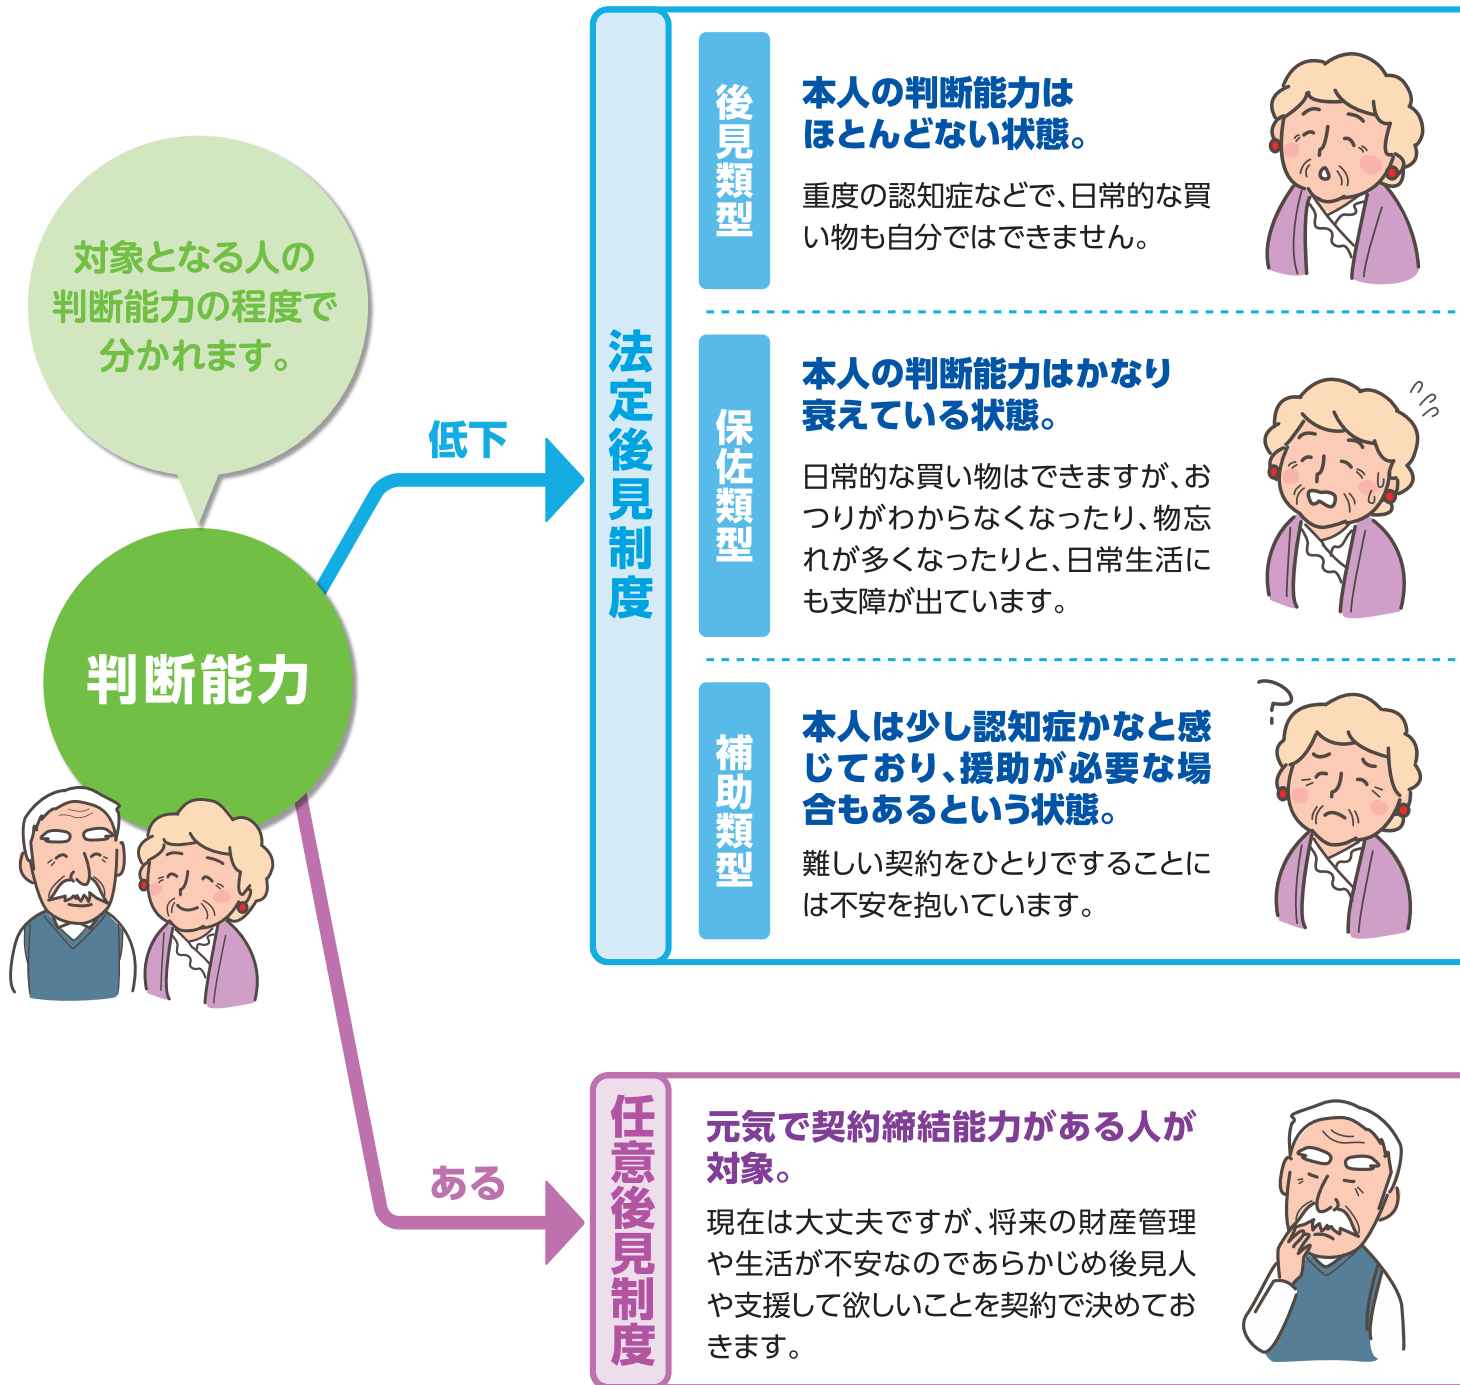 対象となる人の
判断能力の程度で
分かれます。
判断能力
低下
法定後見制度
後見類型
本人の判断能力は
ほとんどない状態。
重度の認知症などで、日常的な買
い物も自分ではできません。
保佐類型
本人の判断能力はかなり
衰えている状態。
日常的な買い物はできますが、お
つりがわからなくなったり、物忘
れが多くなったりと、日常生活に
も支障が出ています。
補助類型
本人は少し認知症かなと感
じており、援助が必要な場
合もあるという状態。
難しい契約をひとりですることに
は不安を抱いています。
ある
任意後見制度
元気で契約締結能力がある人が
対象。
現在は大丈夫ですが、将来の財産管理
や生活が不安なのであらかじめ後見人
や支援して欲しいことを契約で決めてお
きます。